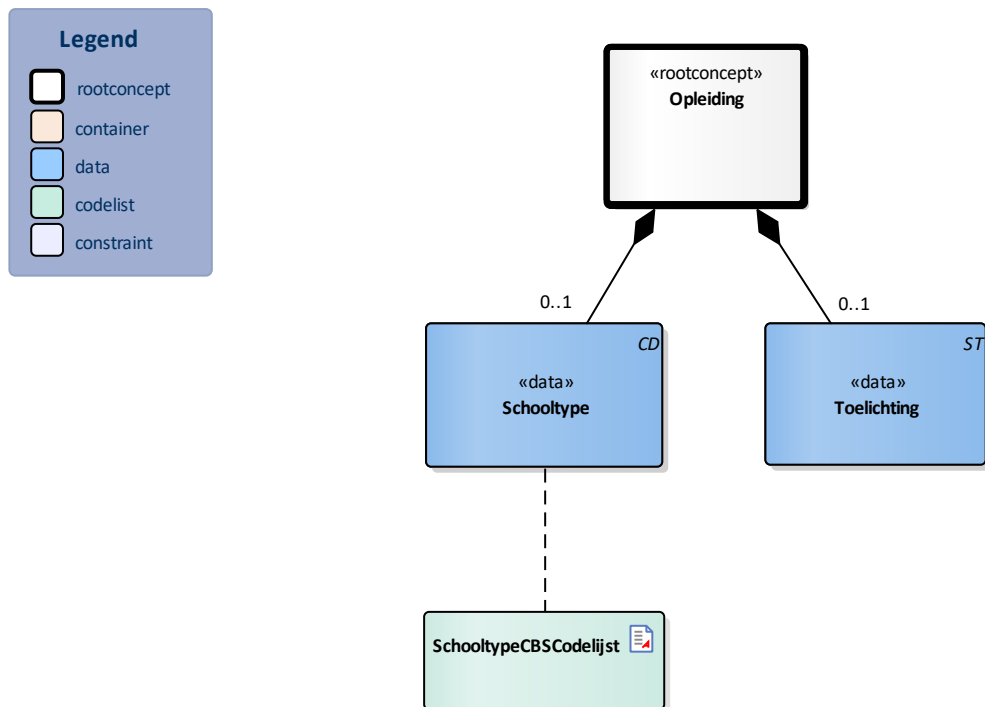 Legend
rootconcept
container
data
codelist
constraint
«rootconcept»
Opleiding
0..1
0..1
CD
«data»
Schooltype
ST
«data»
Toelichting
SchooltypeCBSCodelijst